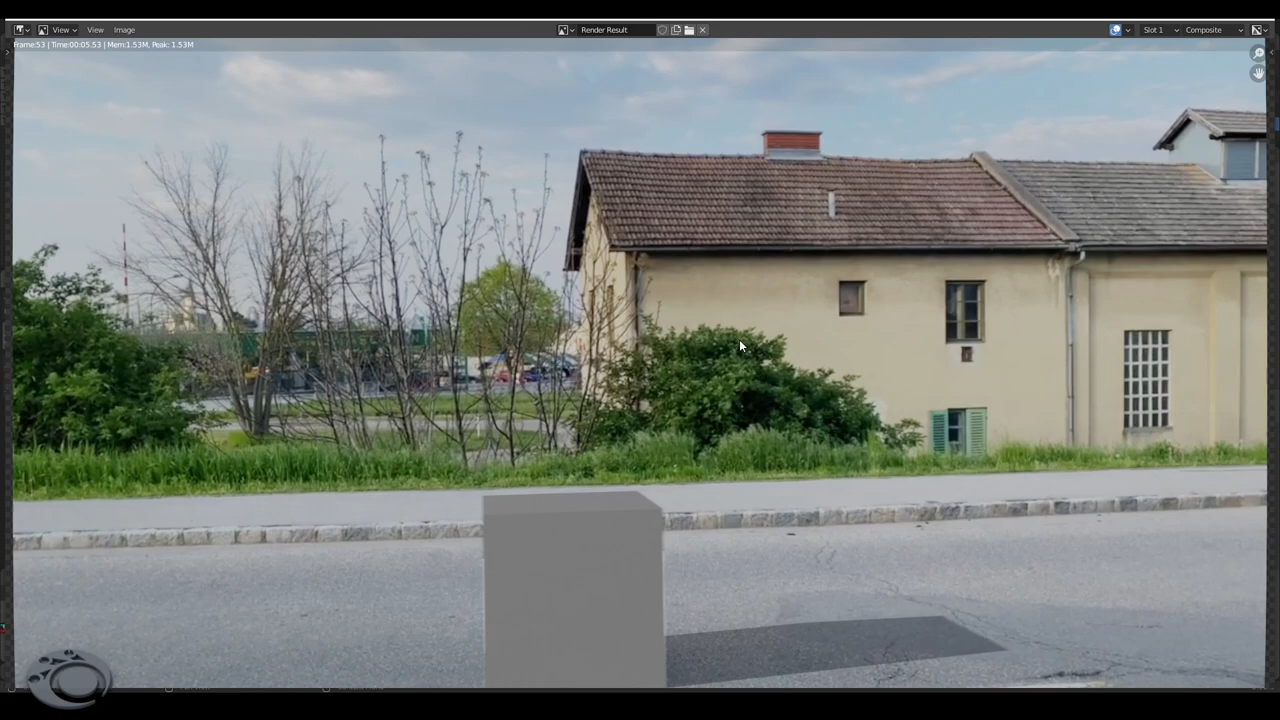 View View Image Render Result Slot 1 Composite
Frame:53 | Time:00:05.53 | Mem:1.53M, Peak: 1.53M